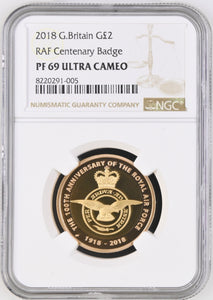 2018 G.Britain G£2
RAF Centenary Badge
PF 69 ULTRA CAMEO
8220291-005
NUMISMATIC GUARANTY COMPANY
NGC
THE 100TH ANNIVERSARY OF THE ROYAL AIR FORCE
1918 - 2018